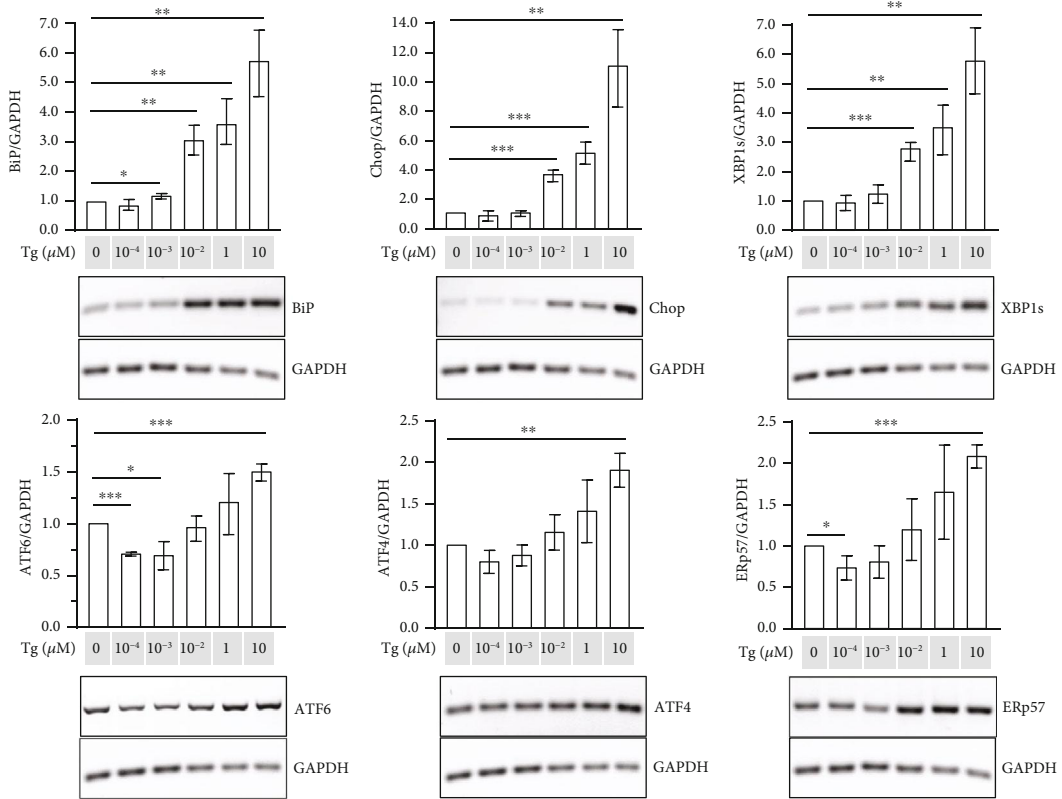 **
7.0
6.0
5.0
4.0
3.0
2.0
1.0
0.0
BiP/GAPDH
**
**
*
Tg (μM) 0 10⁻⁴ 10⁻³ 10⁻² 1 10
BiP
GAPDH
**
14.0
12.0
10.0
8.0
6.0
4.0
2.0
0.0
Chop/GAPDH
***
***
Tg (μM) 0 10⁻⁴ 10⁻³ 10⁻² 1 10
Chop
GAPDH
**
7.0
6.0
5.0
4.0
3.0
2.0
1.0
0.0
XBP1s/GAPDH
**
***
Tg (μM) 0 10⁻⁴ 10⁻³ 10⁻² 1 10
XBP1s
GAPDH
2.0
1.5
1.0
0.5
0.0
ATF6/GAPDH
***
*
***
Tg (μM) 0 10⁻⁴ 10⁻³ 10⁻² 1 10
ATF6
GAPDH
2.5
2.0
1.5
1.0
0.5
0.0
ATF4/GAPDH
**
Tg (μM) 0 10⁻⁴ 10⁻³ 10⁻² 1 10
ATF4
GAPDH
2.5
2.0
1.5
1.0
0.5
0.0
ERp57/GAPDH
***
*
Tg (μM) 0 10⁻⁴ 10⁻³ 10⁻² 1 10
ERp57
GAPDH